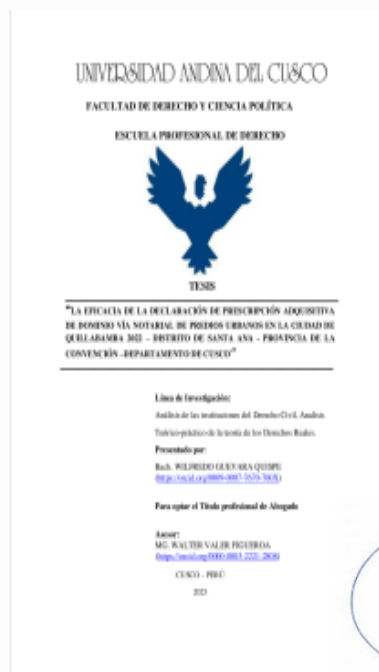 UNIVERSIDAD ANDINA DEL CUSCO
FACULTAD DE DERECHO Y CIENCIA POLÍTICA
ESCUELA PROFESIONAL DE DERECHO
TESIS
"LA EFICACIA DE LA DECLARACIÓN DE PRESCRIPCIÓN ADQUISITIVA
DE DOMINIO VÍA NOTARIAL DE PREDIOS URBANOS EN LA CIUDAD DE
QUILLABAMBA 2022 – DISTRITO DE SANTA ANA – PROVINCIA DE LA
CONVENCIÓN –DEPARTAMENTO DE CUSCO"
Línea de Investigación:
Análisis de las instituciones del Derecho Civil, Analisis
Teórico-práctico de la teoría de los Derechos Reales.
Presentado por:
Bach. WILFREDO GUEVARA QUISPE
Para optar el Título profesional de Abogado
Asesor:
MG. WALTER VALER FIGUEROA
CUSCO – PERÚ
2023